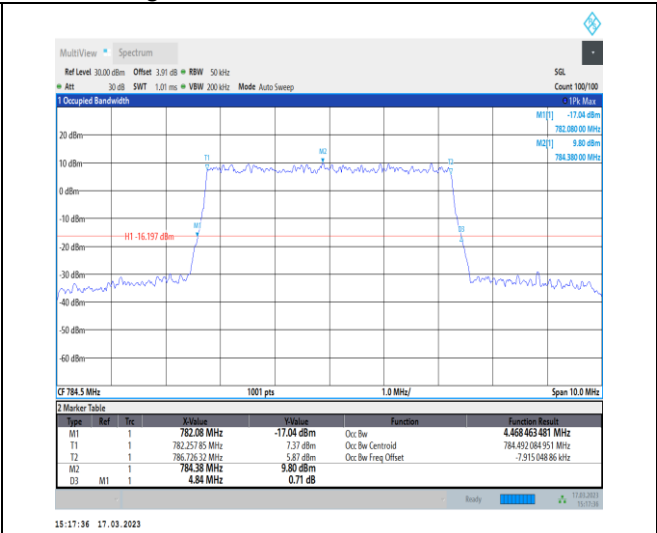 MultiView Spectrum
Ref Level 30.00 dBm Offset 3.91 dB RBW 50 kHz SGL
Att 30 dB SWT 1.01 ms VBW 200 kHz Mode Auto Sweep Count 100/100
1 Occupied Bandwidth 1Pk Max
M1[1] -17.04 dBm
782.080 00 MHz
M2[1] 9.80 dBm
784.380 00 MHz
20 dBm
M2
T1 T2
10 dBm
0 dBm
-10 dBm
M1 D3
H1 -16.197 dBm
-20 dBm
-30 dBm
-40 dBm
-50 dBm
-60 dBm
CF 784.5 MHz 1001 pts 1.0 MHz/ Span 10.0 MHz
2 Marker Table
Type Ref Trc X-Value Y-Value Function Function Result
M1 1 782.08 MHz -17.04 dBm Occ Bw 4.468 463 481 MHz
T1 1 782.257 85 MHz 7.37 dBm Occ Bw Centroid 784.492 084 951 MHz
T2 1 786.726 32 MHz 5.87 dBm Occ Bw Freq Offset -7.915 048 86 kHz
M2 1 784.38 MHz 9.80 dBm
D3 M1 1 4.84 MHz 0.71 dB
Ready 17.03.2023
15:17:36
15:17:36 17.03.2023